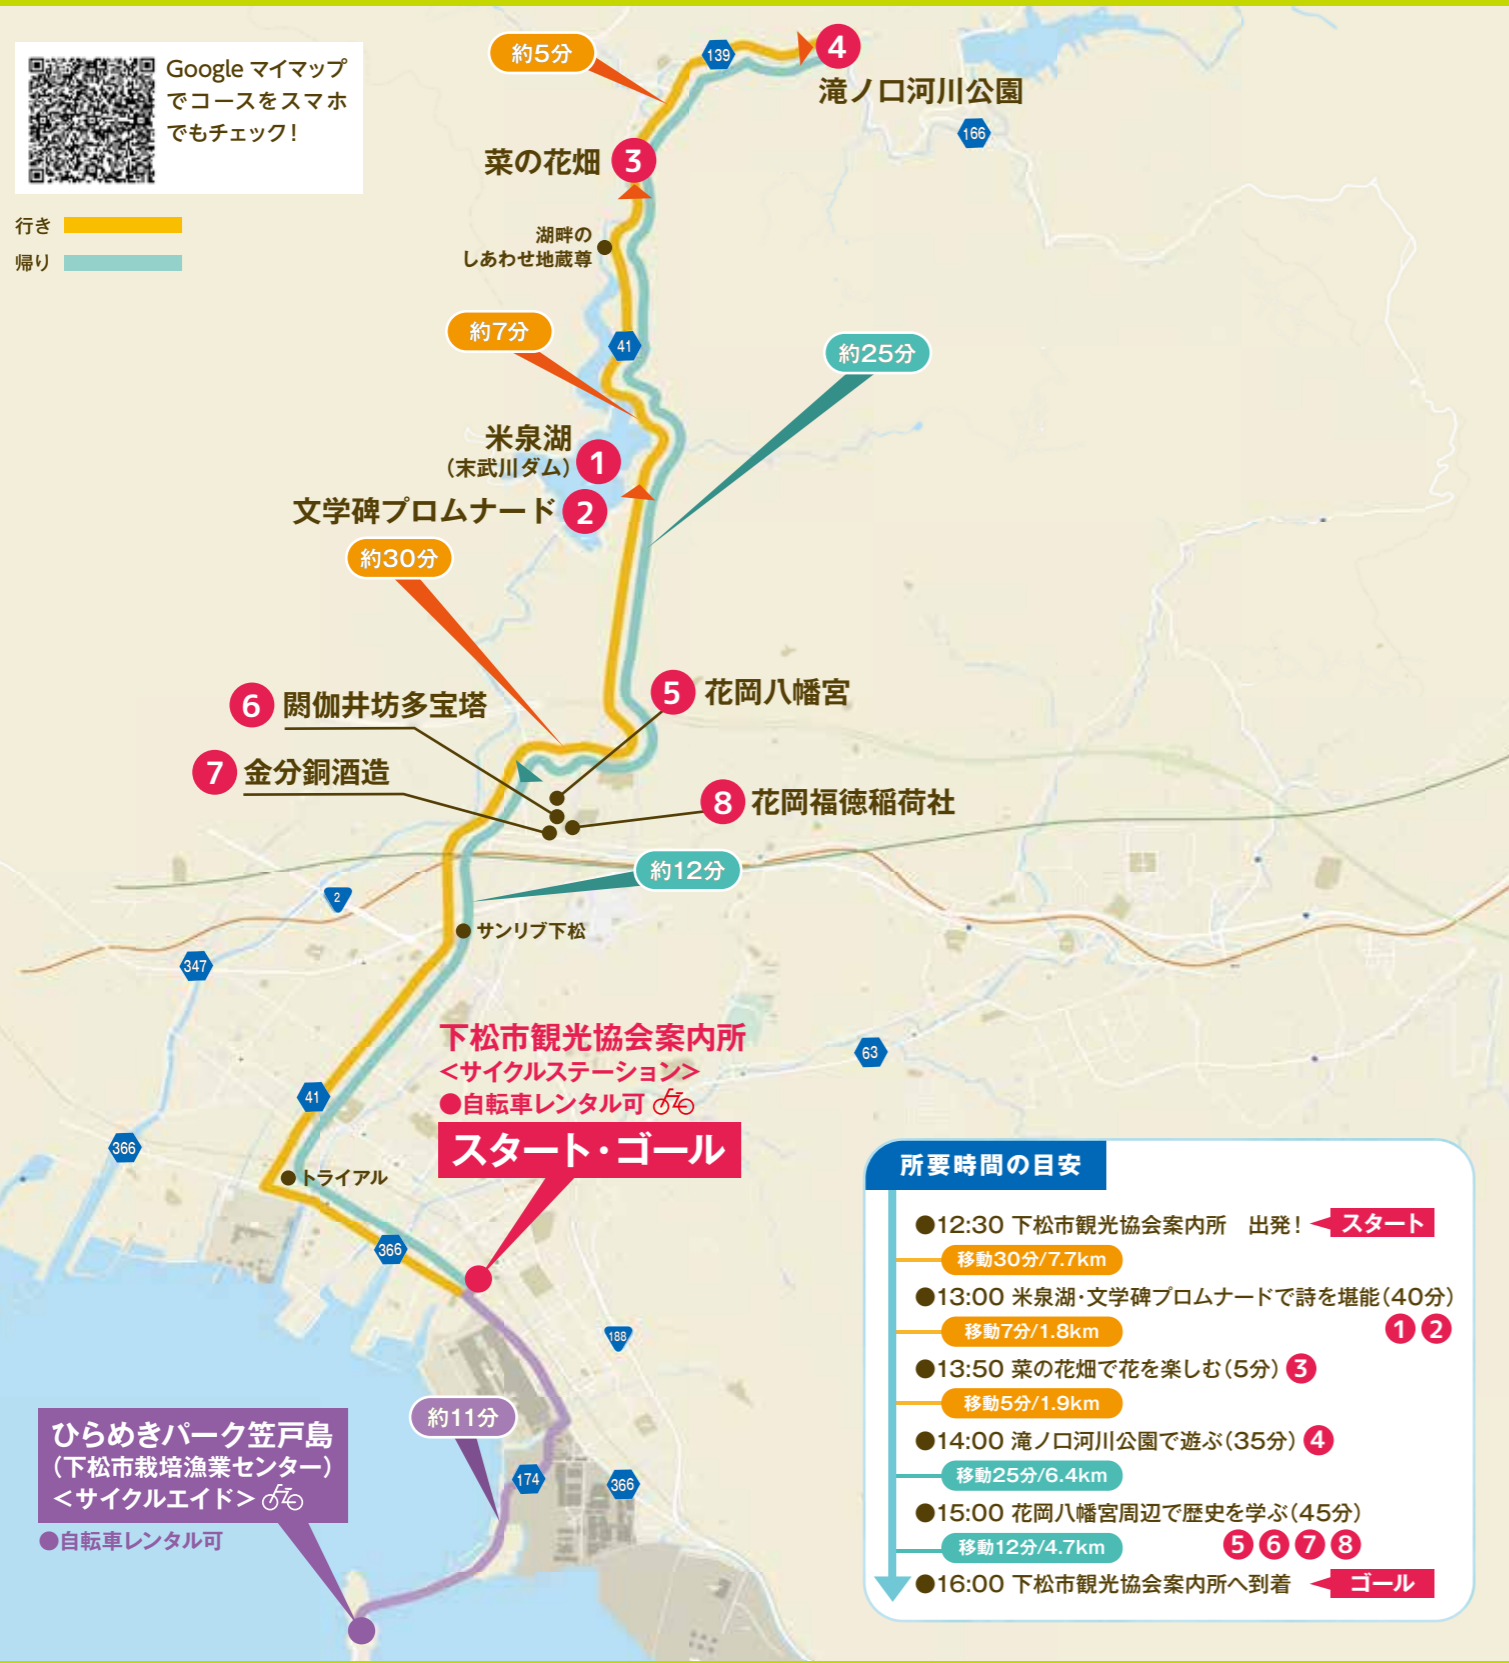 Google マイマップ
でコースをスマホ
でもチェック!
行き
帰り
約5分
139
4
滝ノ口河川公園
166
菜の花畑 3
湖畔の
しあわせ地蔵尊
約7分
41
約25分
米泉湖
(末武川ダム) 1
文学碑プロムナード 2
約30分
6 閼伽井坊多宝塔
5 花岡八幡宮
7 金分銅酒造
8 花岡福徳稲荷社
約12分
2
サンリブ下松
347
下松市観光協会案内所
<サイクルステーション>
●自転車レンタル可
スタート・ゴール
63
41
366
トライアル
366
188
ひらめきパーク笠戸島
(下松市栽培漁業センター)
<サイクルエイド>
●自転車レンタル可
約11分
174
366
所要時間の目安
●12:30 下松市観光協会案内所 出発! スタート
移動30分/7.7km
●13:00 米泉湖・文学碑プロムナードで詩を堪能(40分)
1 2
移動7分/1.8km
●13:50 菜の花畑で花を楽しむ(5分) 3
移動5分/1.9km
●14:00 滝ノ口河川公園で遊ぶ(35分) 4
移動25分/6.4km
●15:00 花岡八幡宮周辺で歴史を学ぶ(45分)
5 6 7 8
移動12分/4.7km
●16:00 下松市観光協会案内所へ到着 ゴール